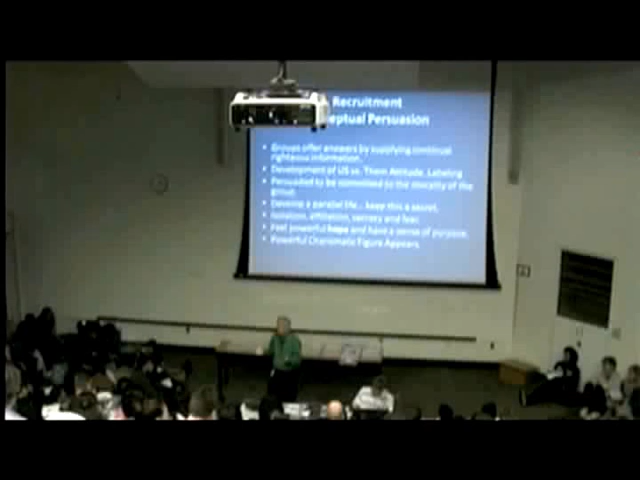 Recruitment
eptual Persuasion
• Groups offer answers by supplying continual
righteous information.
• Development of US vs. Them Attitude. Labeling
• Persuaded to be committed to the morality of the
group.
• Develop a parallel life... keep this a secret.
• Isolation, affiliation, secrecy and fear.
• Feel powerful hope and have a sense of purpose.
• Powerful Charismatic Figure Appears.